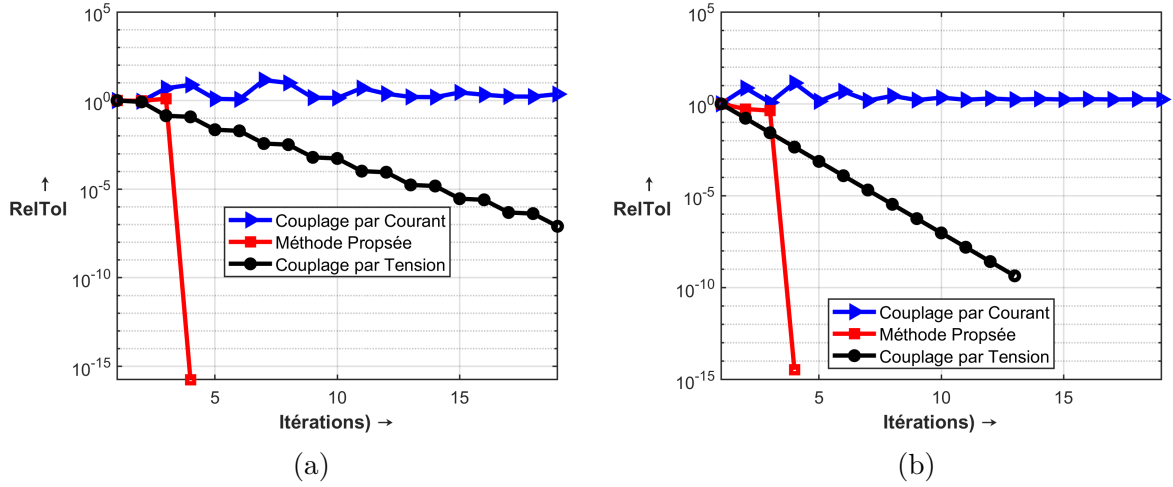 10^5
10^0
10^-5
10^-10
10^-15
↑
RelTol
Couplage par Courant
Méthode Propsée
Couplage par Tension
5
10
15
Itérations) →
(a)
10^5
10^0
10^-5
10^-10
10^-15
↑
RelTol
Couplage par Courant
Méthode Propsée
Couplage par Tension
5
10
15
Itérations) →
(b)